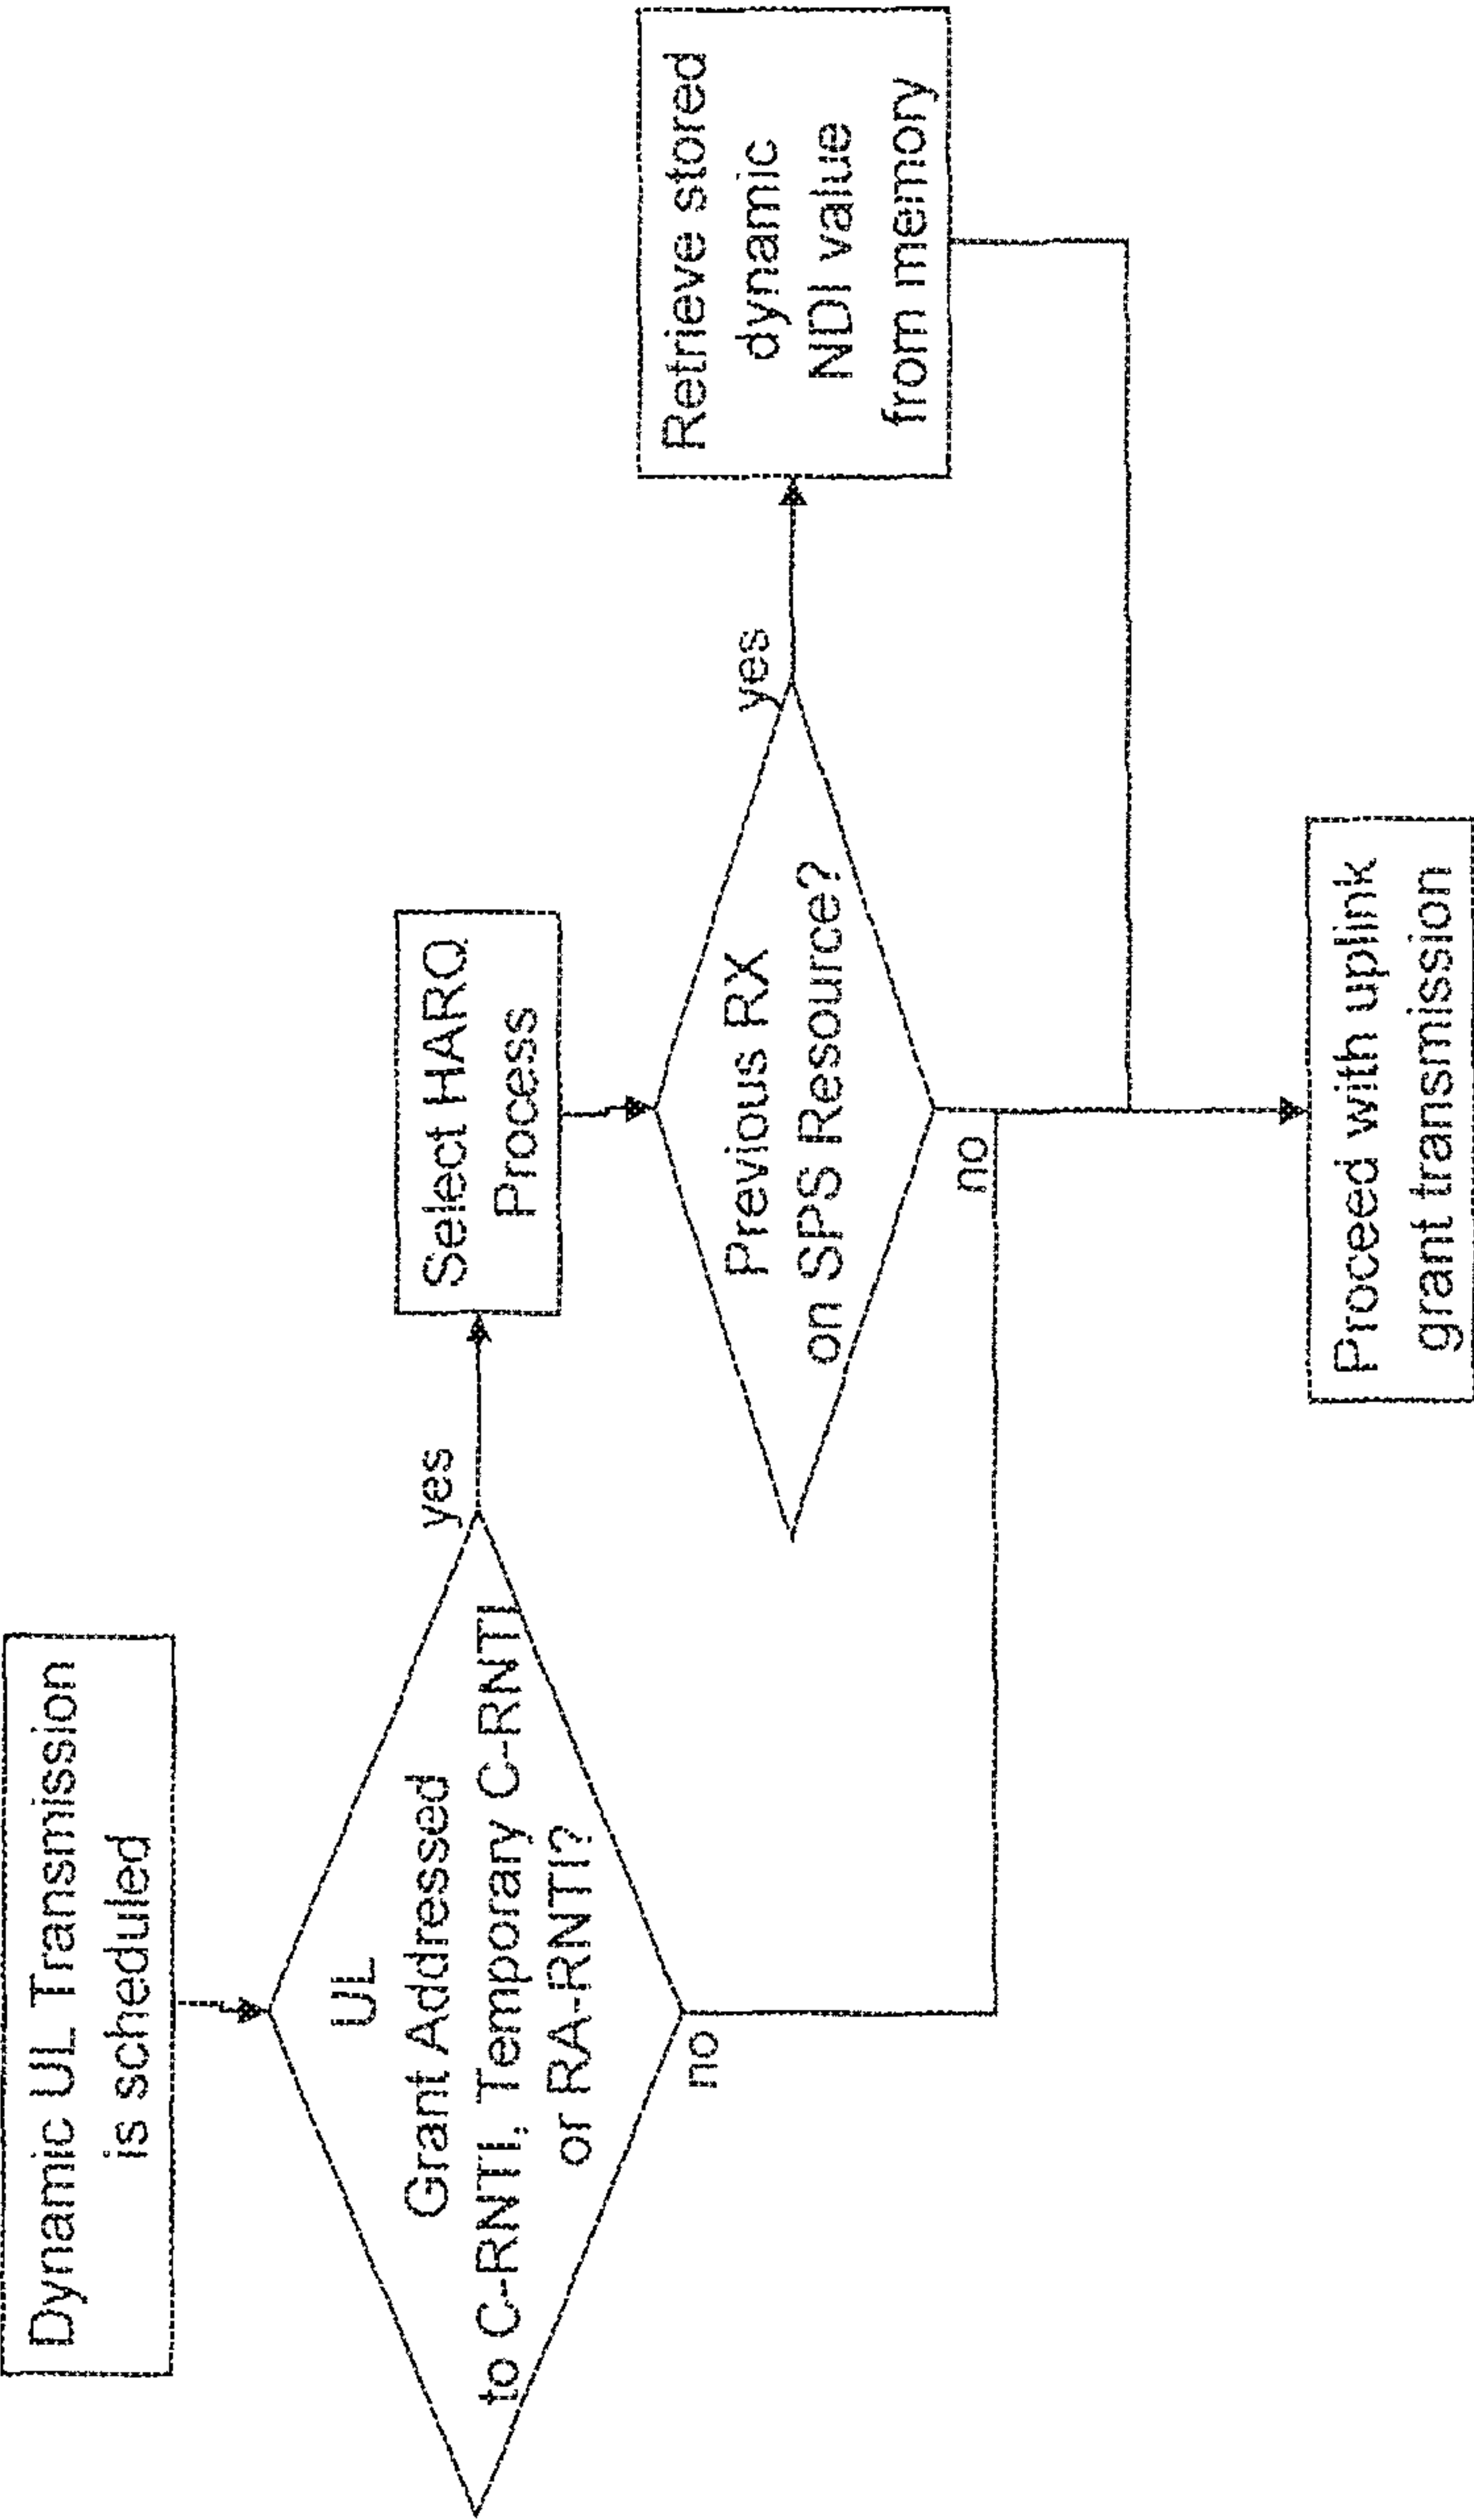 Dynamic UL Transmission
is scheduled
UL
Grant Addressed
to C-RNTI, Temporary C-RNTI
or RA-RNTI?
yes
no
Select HARQ
Process
Previous RX
on SPS Resource?
yes
no
Retrieve stored
dynamic
NDI value
from memory
Proceed with uplink
grant transmission